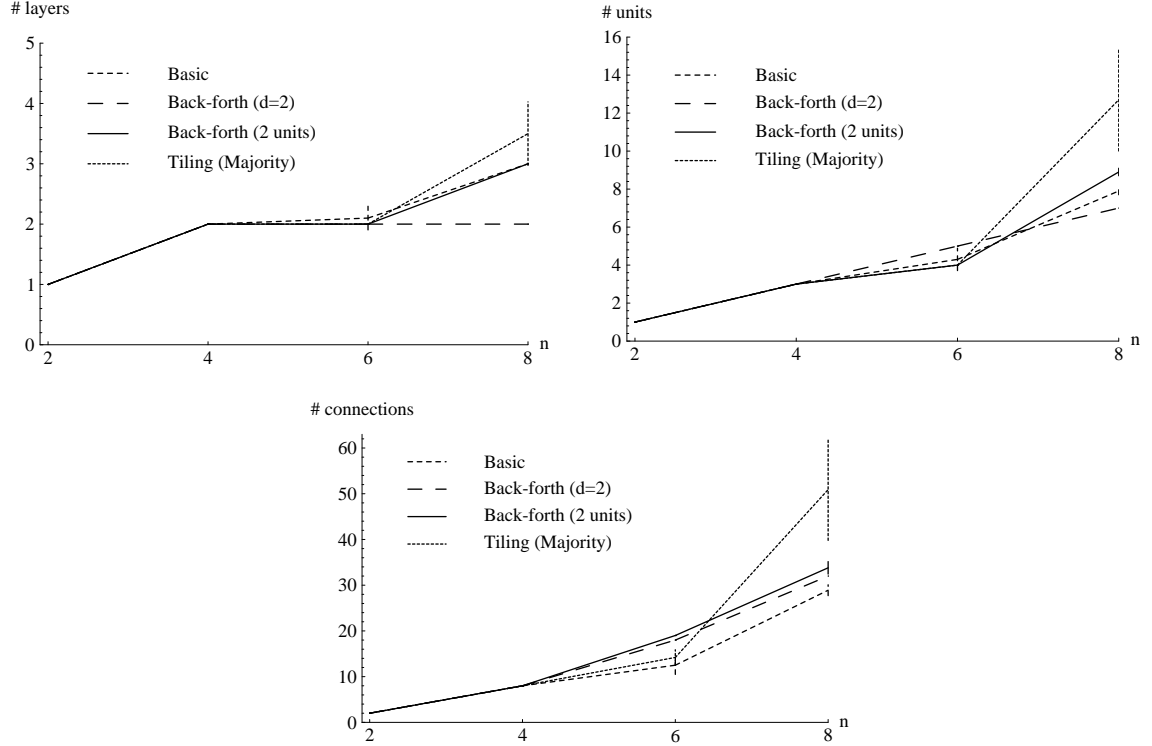 # layers
5
4
3
2
1
0
2 4 6 8 n
Basic
Back-forth (d=2)
Back-forth (2 units)
Tiling (Majority)
# units
16
14
12
10
8
6
4
2
0
2 4 6 8 n
Basic
Back-forth (d=2)
Back-forth (2 units)
Tiling (Majority)
# connections
60
50
40
30
20
10
0
2 4 6 8 n
Basic
Back-forth (d=2)
Back-forth (2 units)
Tiling (Majority)